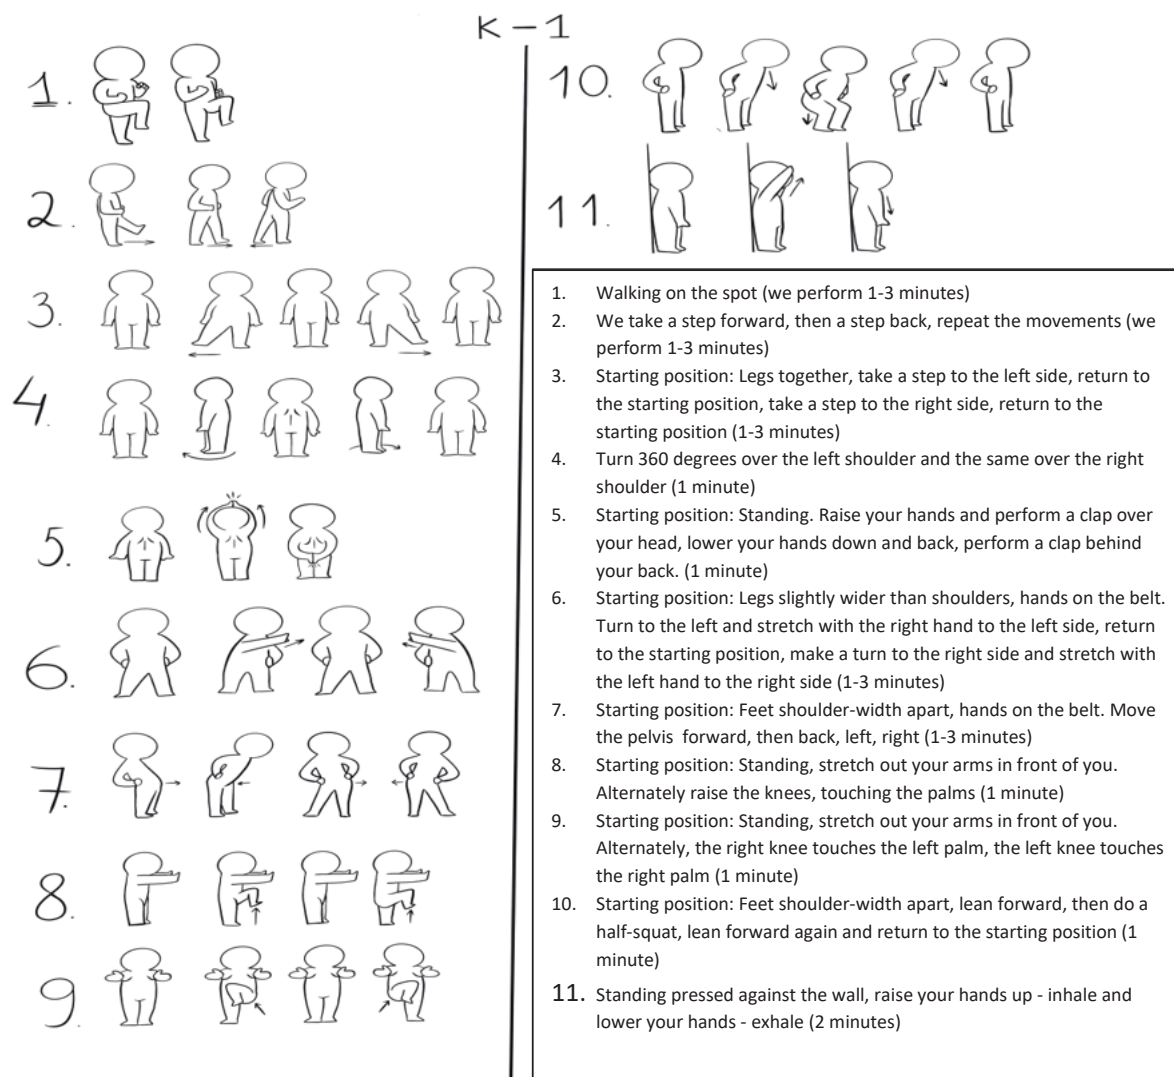 K-1
1.
2.
3.
4.
5.
6.
7.
8.
9
10.
11.
1. Walking on the spot (we perform 1-3 minutes)
2. We take a step forward, then a step back, repeat the movements (we
perform 1-3 minutes)
3. Starting position: Legs together, take a step to the left side, return to
the starting position, take a step to the right side, return to the
starting position (1-3 minutes)
4. Turn 360 degrees over the left shoulder and the same over the right
shoulder (1 minute)
5. Starting position: Standing. Raise your hands and perform a clap over
your head, lower your hands down and back, perform a clap behind
your back. (1 minute)
6. Starting position: Legs slightly wider than shoulders, hands on the belt.
Turn to the left and stretch with the right hand to the left side, return
to the starting position, make a turn to the right side and stretch with
the left hand to the right side (1-3 minutes)
7. Starting position: Feet shoulder-width apart, hands on the belt. Move
the pelvis forward, then back, left, right (1-3 minutes)
8. Starting position: Standing, stretch out your arms in front of you.
Alternately raise the knees, touching the palms (1 minute)
9. Starting position: Standing, stretch out your arms in front of you.
Alternately, the right knee touches the left palm, the left knee touches
the right palm (1 minute)
10. Starting position: Feet shoulder-width apart, lean forward, then do a
half-squat, lean forward again and return to the starting position (1
minute)
11. Standing pressed against the wall, raise your hands up - inhale and
lower your hands - exhale (2 minutes)